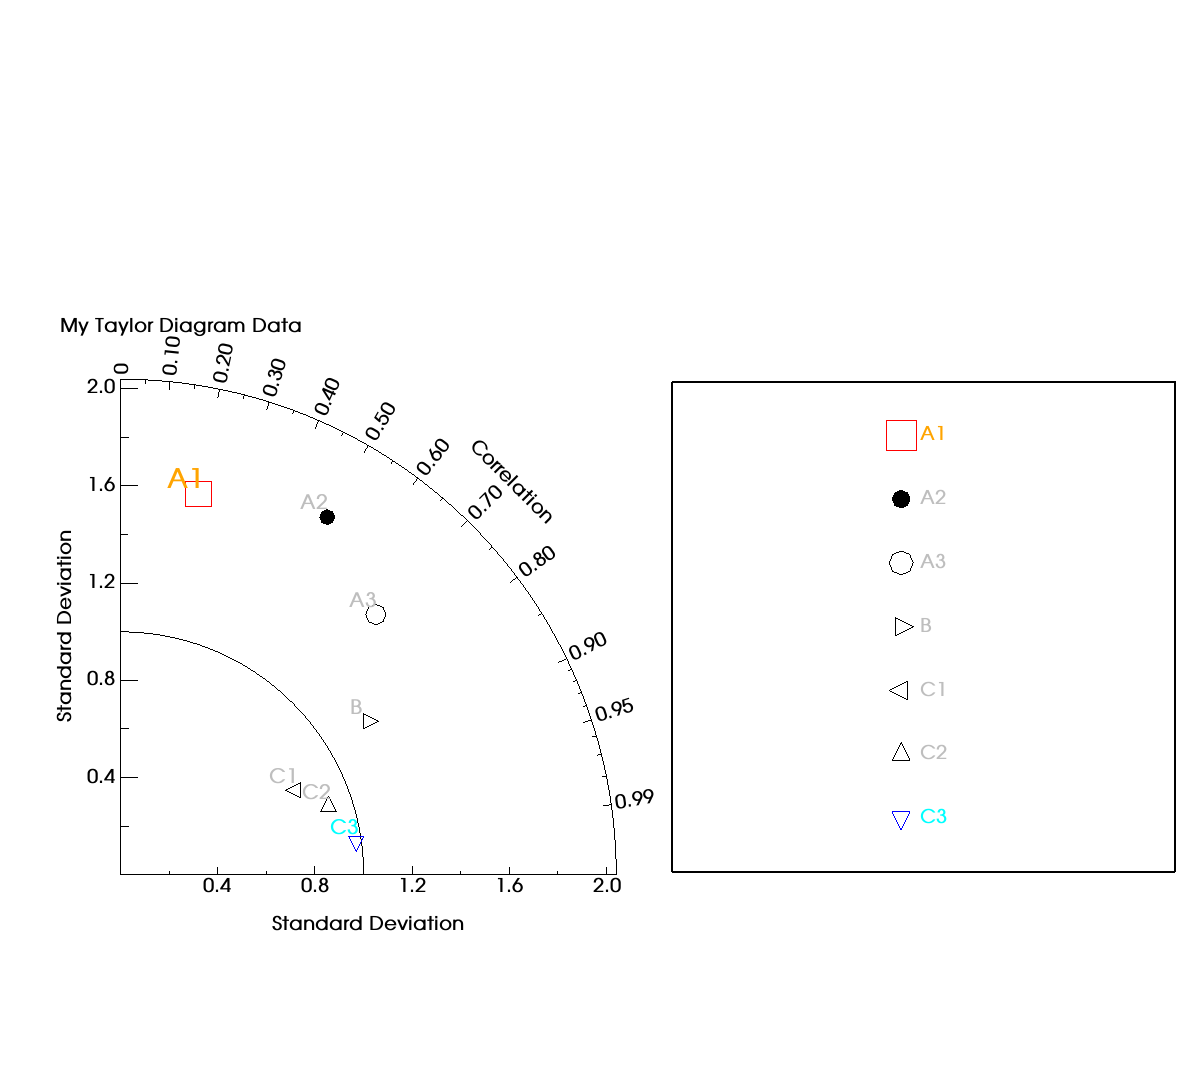 My Taylor Diagram Data
0
0.10
0.20
0.30
0.40
0.50
0.60
0.70
0.80
0.90
0.95
0.99
Correlation
2.0
1.6
1.2
0.8
0.4
Standard Deviation
A1
A2
A3
B
C1
C2
C3
0.4
0.8
1.2
1.6
2.0
Standard Deviation
A1
A2
A3
B
C1
C2
C3